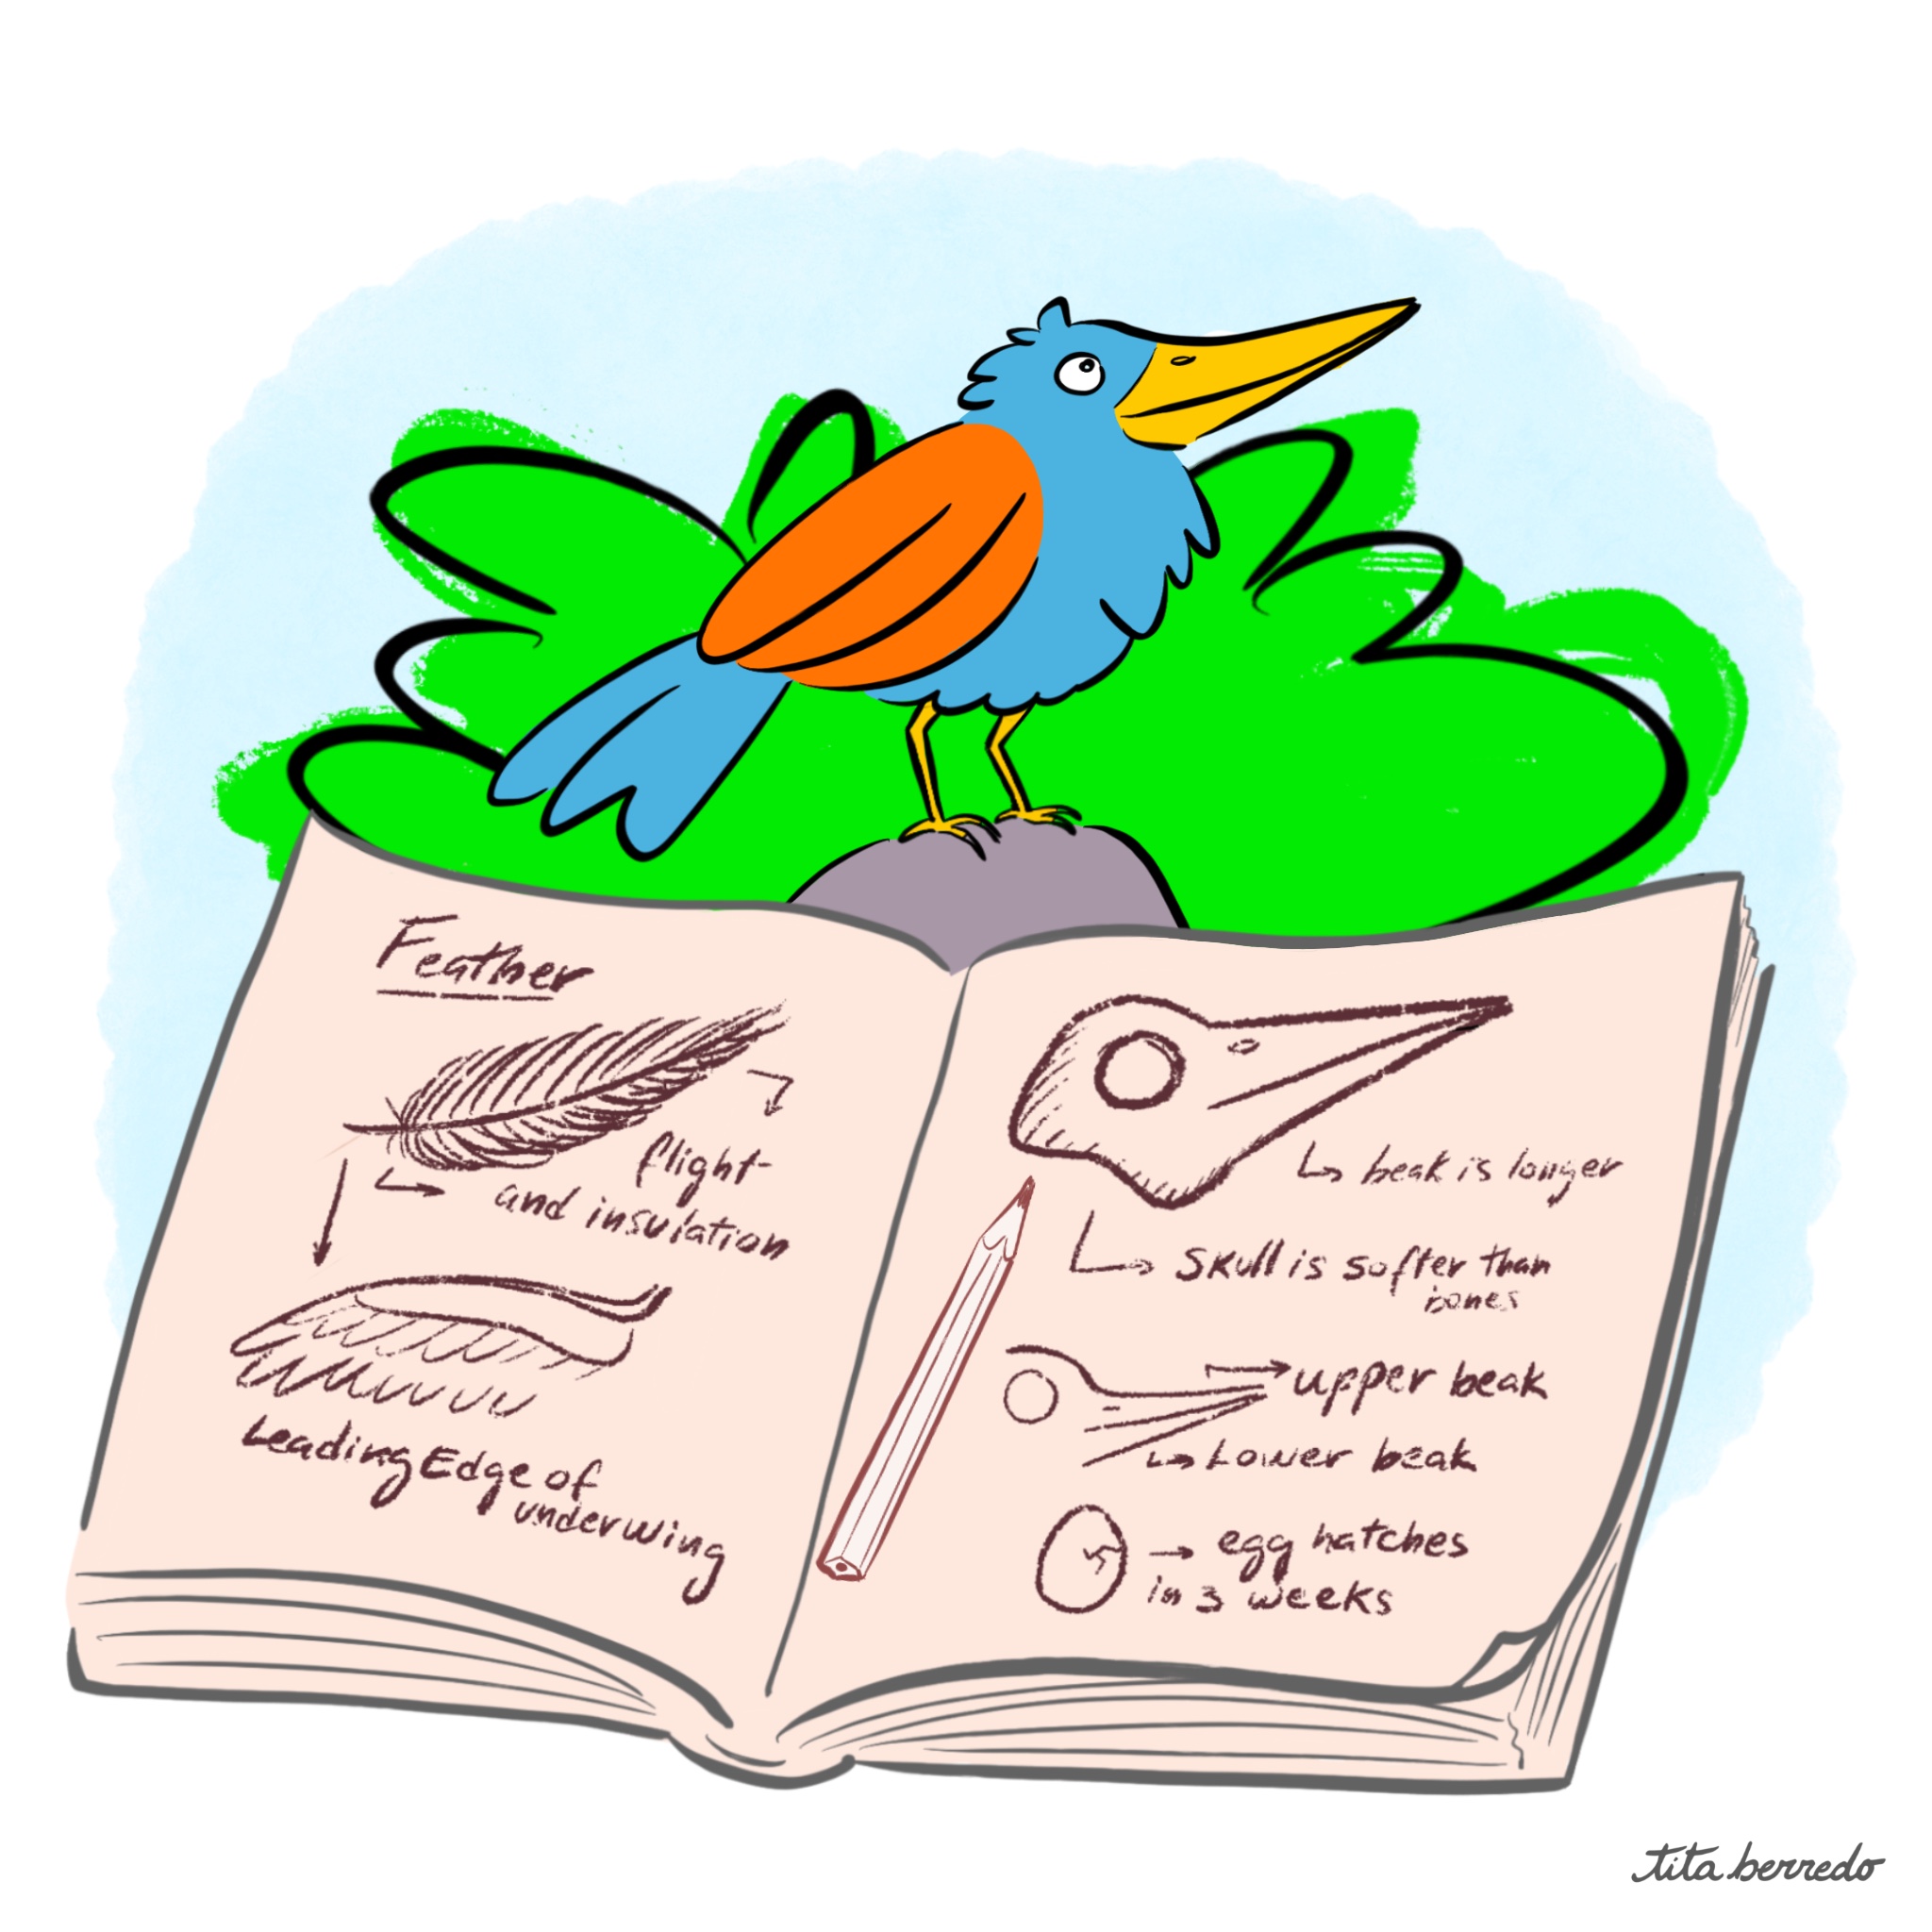 Feather
flight-
and insulation
Leading Edge of
underwing
beak is longer
Skull is softer than
bones
upper beak
Lower beak
egg hatches
in 3 weeks
tita.berredo